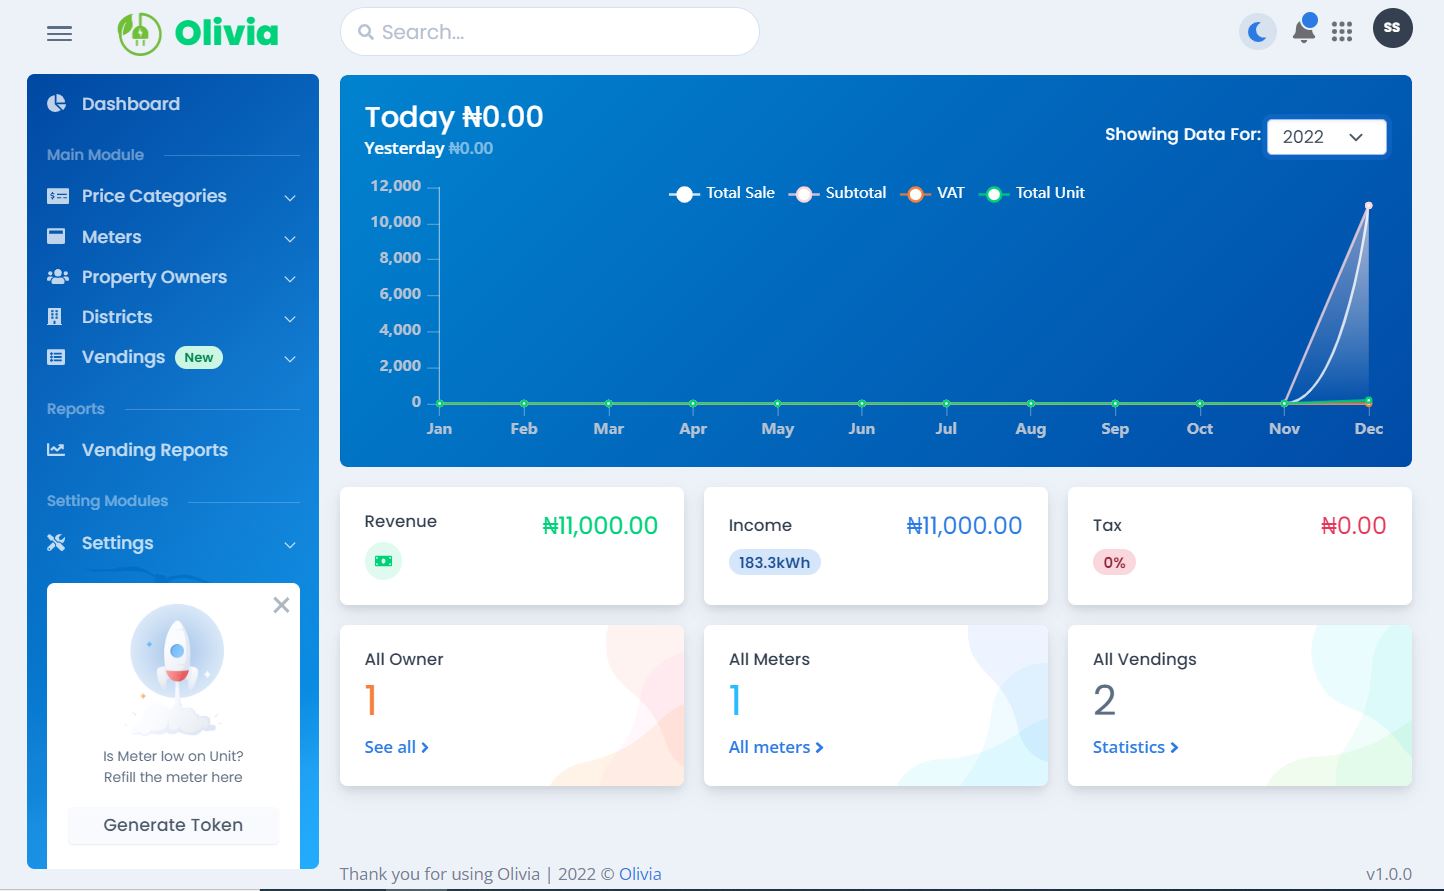 Olivia
Search...
SS
Dashboard
Main Module
Price Categories
Meters
Property Owners
Districts
Vendings New
Reports
Vending Reports
Setting Modules
Settings
Is Meter low on Unit?
Refill the meter here
Generate Token
Today ₦0.00
Yesterday ₦0.00
Showing Data For: 2022
Total Sale Subtotal VAT Total Unit
12,000
10,000
8,000
6,000
4,000
2,000
0
Jan Feb Mar Apr May Jun Jul Aug Sep Oct Nov Dec
Revenue ₦11,000.00
Income ₦11,000.00
183.3kWh
Tax ₦0.00
0%
All Owner
1
See all
All Meters
1
All meters
All Vendings
2
Statistics
Thank you for using Olivia | 2022 © Olivia
v1.0.0